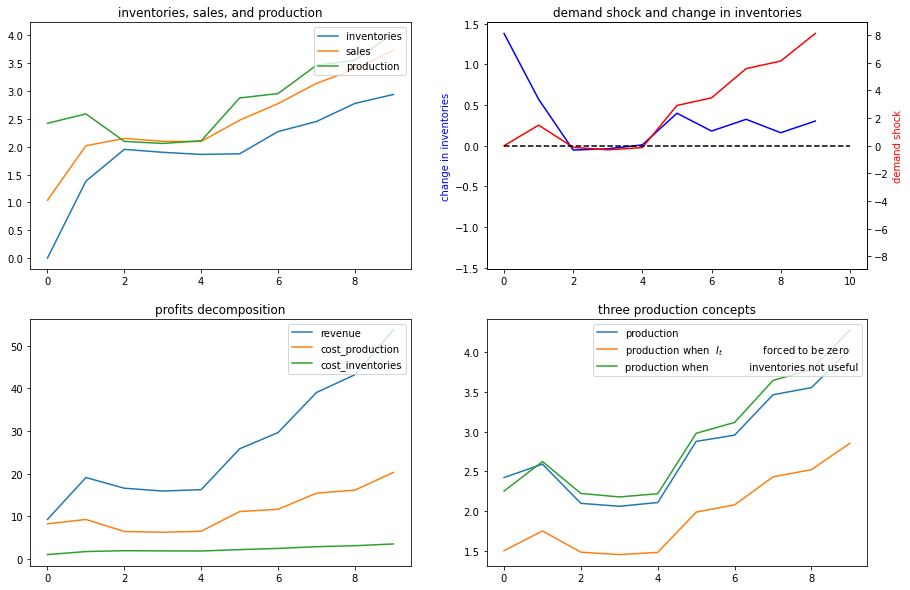 inventories, sales, and production
inventories
sales
production
4.0
3.5
3.0
2.5
2.0
1.5
1.0
0.5
0.0
0 2 4 6 8
demand shock and change in inventories
change in inventories
1.5
1.0
0.5
0.0
−0.5
−1.0
−1.5
0 2 4 6 8 10
8
6
4
2
0
−2
−4
−6
−8
demand shock
profits decomposition
revenue
cost_production
cost_inventories
50
40
30
20
10
0
0 2 4 6 8
three production concepts
production
production when I_t forced to be zero
production when inventories not useful
4.0
3.5
3.0
2.5
2.0
1.5
0 2 4 6 8